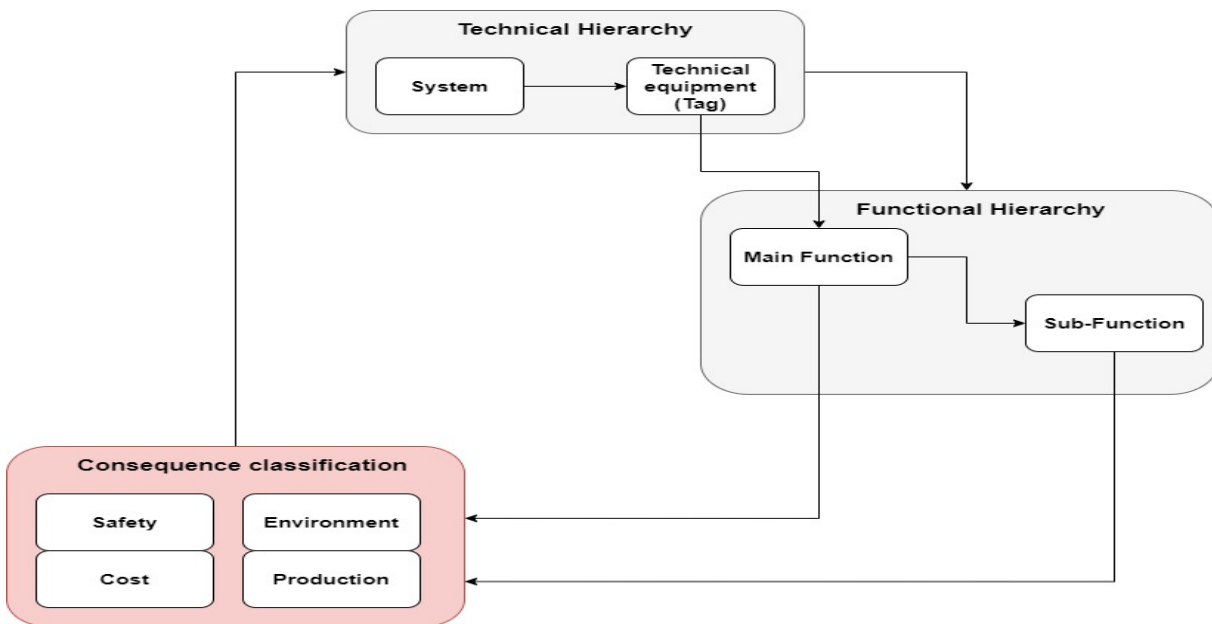 Technical Hierarchy
System
Technical
equipment
(Tag)
Functional Hierarchy
Main Function
Sub-Function
Consequence classification
Safety
Environment
Cost
Production